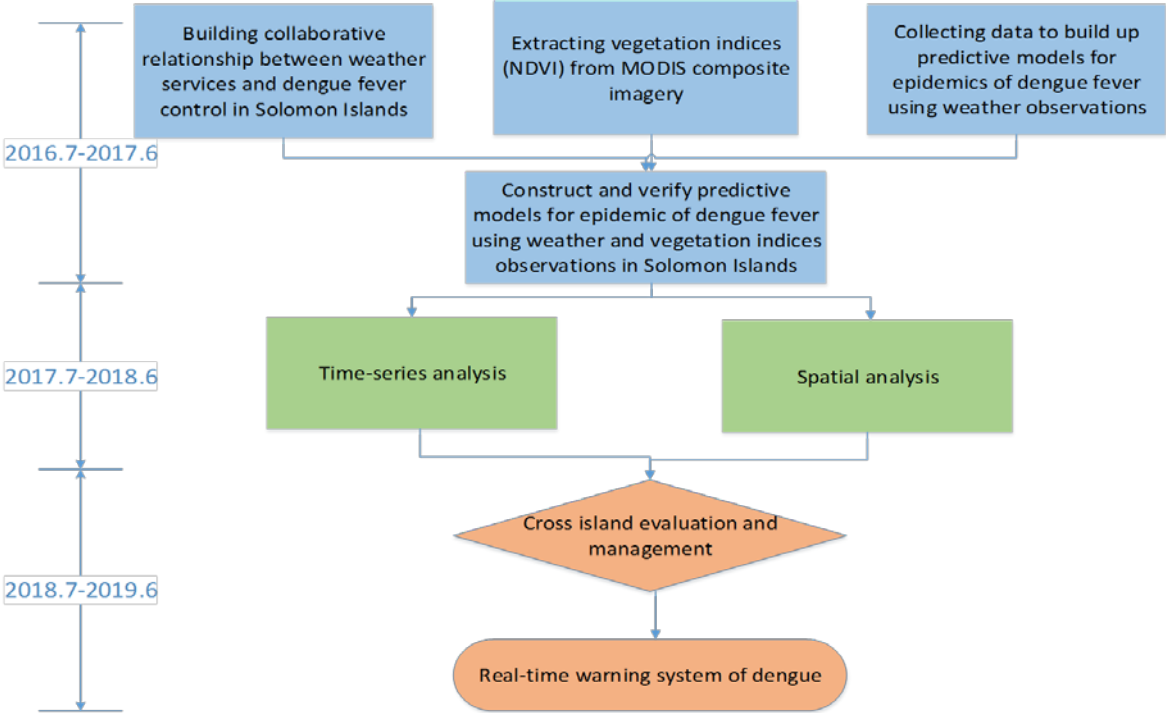 Building collaborative
relationship between weather
services and dengue fever
control in Solomon Islands
Extracting vegetation indices
(NDVI) from MODIS composite
imagery
Collecting data to build up
predictive models for
epidemics of dengue fever
using weather observations
2016.7-2017.6
Construct and verify predictive
models for epidemic of dengue fever
using weather and vegetation indices
observations in Solomon Islands
2017.7-2018.6
Time-series analysis
Spatial analysis
Cross island evaluation and
management
2018.7-2019.6
Real-time warning system of dengue